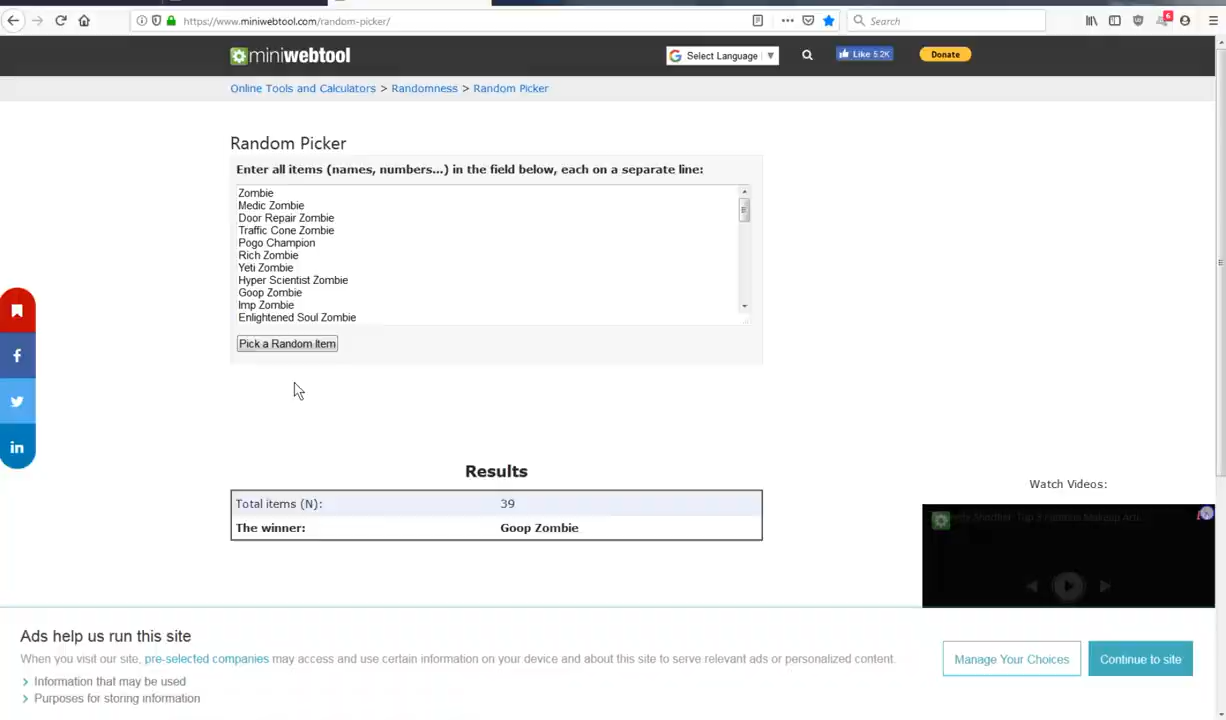 https://www.miniwebtool.com/random-picker/
Search
6
miniwebtool
Select Language
Like 5.2K
Donate
Online Tools and Calculators > Randomness > Random Picker
Random Picker
Enter all items (names, numbers...) in the field below, each on a separate line:
Zombie
Medic Zombie
Door Repair Zombie
Traffic Cone Zombie
Pogo Champion
Rich Zombie
Yeti Zombie
Hyper Scientist Zombie
Goop Zombie
Imp Zombie
Enlightened Soul Zombie
Pick a Random Item
Results
Total items (N): 39
The winner: Goop Zombie
Watch Videos:
Ads help us run this site
When you visit our site, pre-selected companies may access and use certain information on your device and about this site to serve relevant ads or personalized content.
Information that may be used
Purposes for storing information
Manage Your Choices
Continue to site